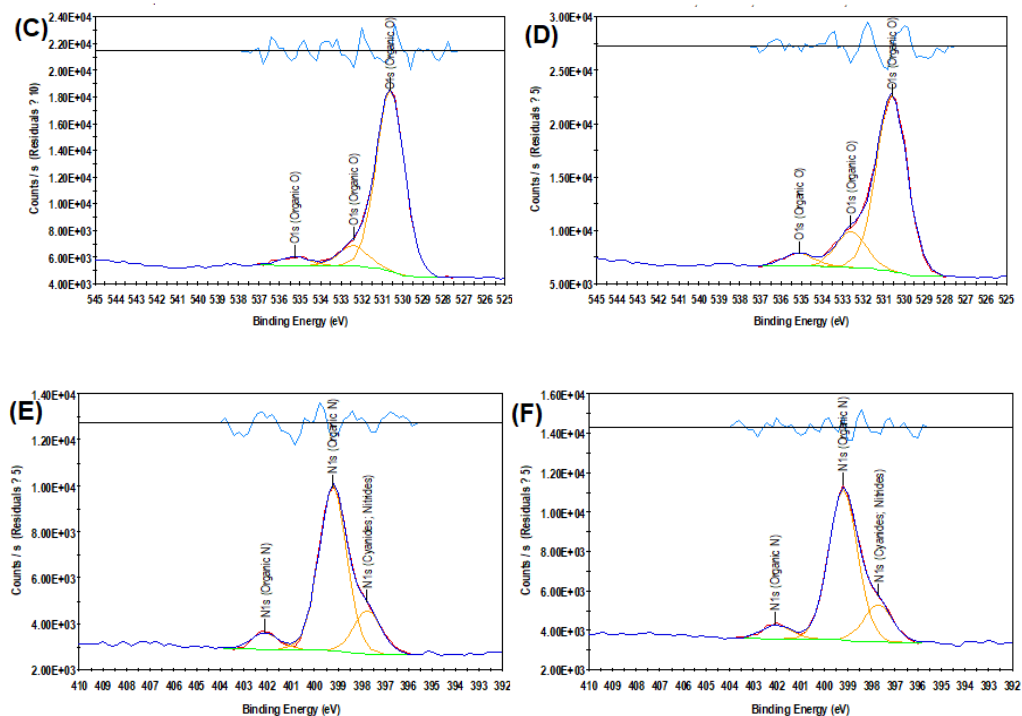 (C)
Counts / s (Residuals ? 10)
2.40E+04
2.20E+04
2.00E+04
1.80E+04
1.60E+04
1.40E+04
1.20E+04
1.00E+04
8.00E+03
6.00E+03
4.00E+03
O1s (Organic O)
O1s (Organic O)
O1s (Organic O)
545 544 543 542 541 540 539 538 537 536 535 534 533 532 531 530 529 528 527 526 525
Binding Energy (eV)
(D)
Counts / s (Residuals ? 5)
3.00E+04
2.50E+04
2.00E+04
1.50E+04
1.00E+04
5.00E+03
O1s (Organic O)
O1s (Organic O)
O1s (Organic O)
545 544 543 542 541 540 539 538 537 536 535 534 533 532 531 530 529 528 527 526 525
Binding Energy (eV)
(E)
Counts / s (Residuals ? 5)
1.40E+04
1.20E+04
1.00E+04
8.00E+03
6.00E+03
4.00E+03
2.00E+03
N1s (Organic N)
N1s (Organic N)
N1s (Cyanides; Nitrides)
410 409 408 407 406 405 404 403 402 401 400 399 398 397 396 395 394 393 392
Binding Energy (eV)
(F)
Counts / s (Residuals ? 5)
1.60E+04
1.40E+04
1.20E+04
1.00E+04
8.00E+03
6.00E+03
4.00E+03
2.00E+03
N1s (Organic N)
N1s (Organic N)
N1s (Cyanides; Nitrides)
410 409 408 407 406 405 404 403 402 401 400 399 398 397 396 395 394 393 392
Binding Energy (eV)